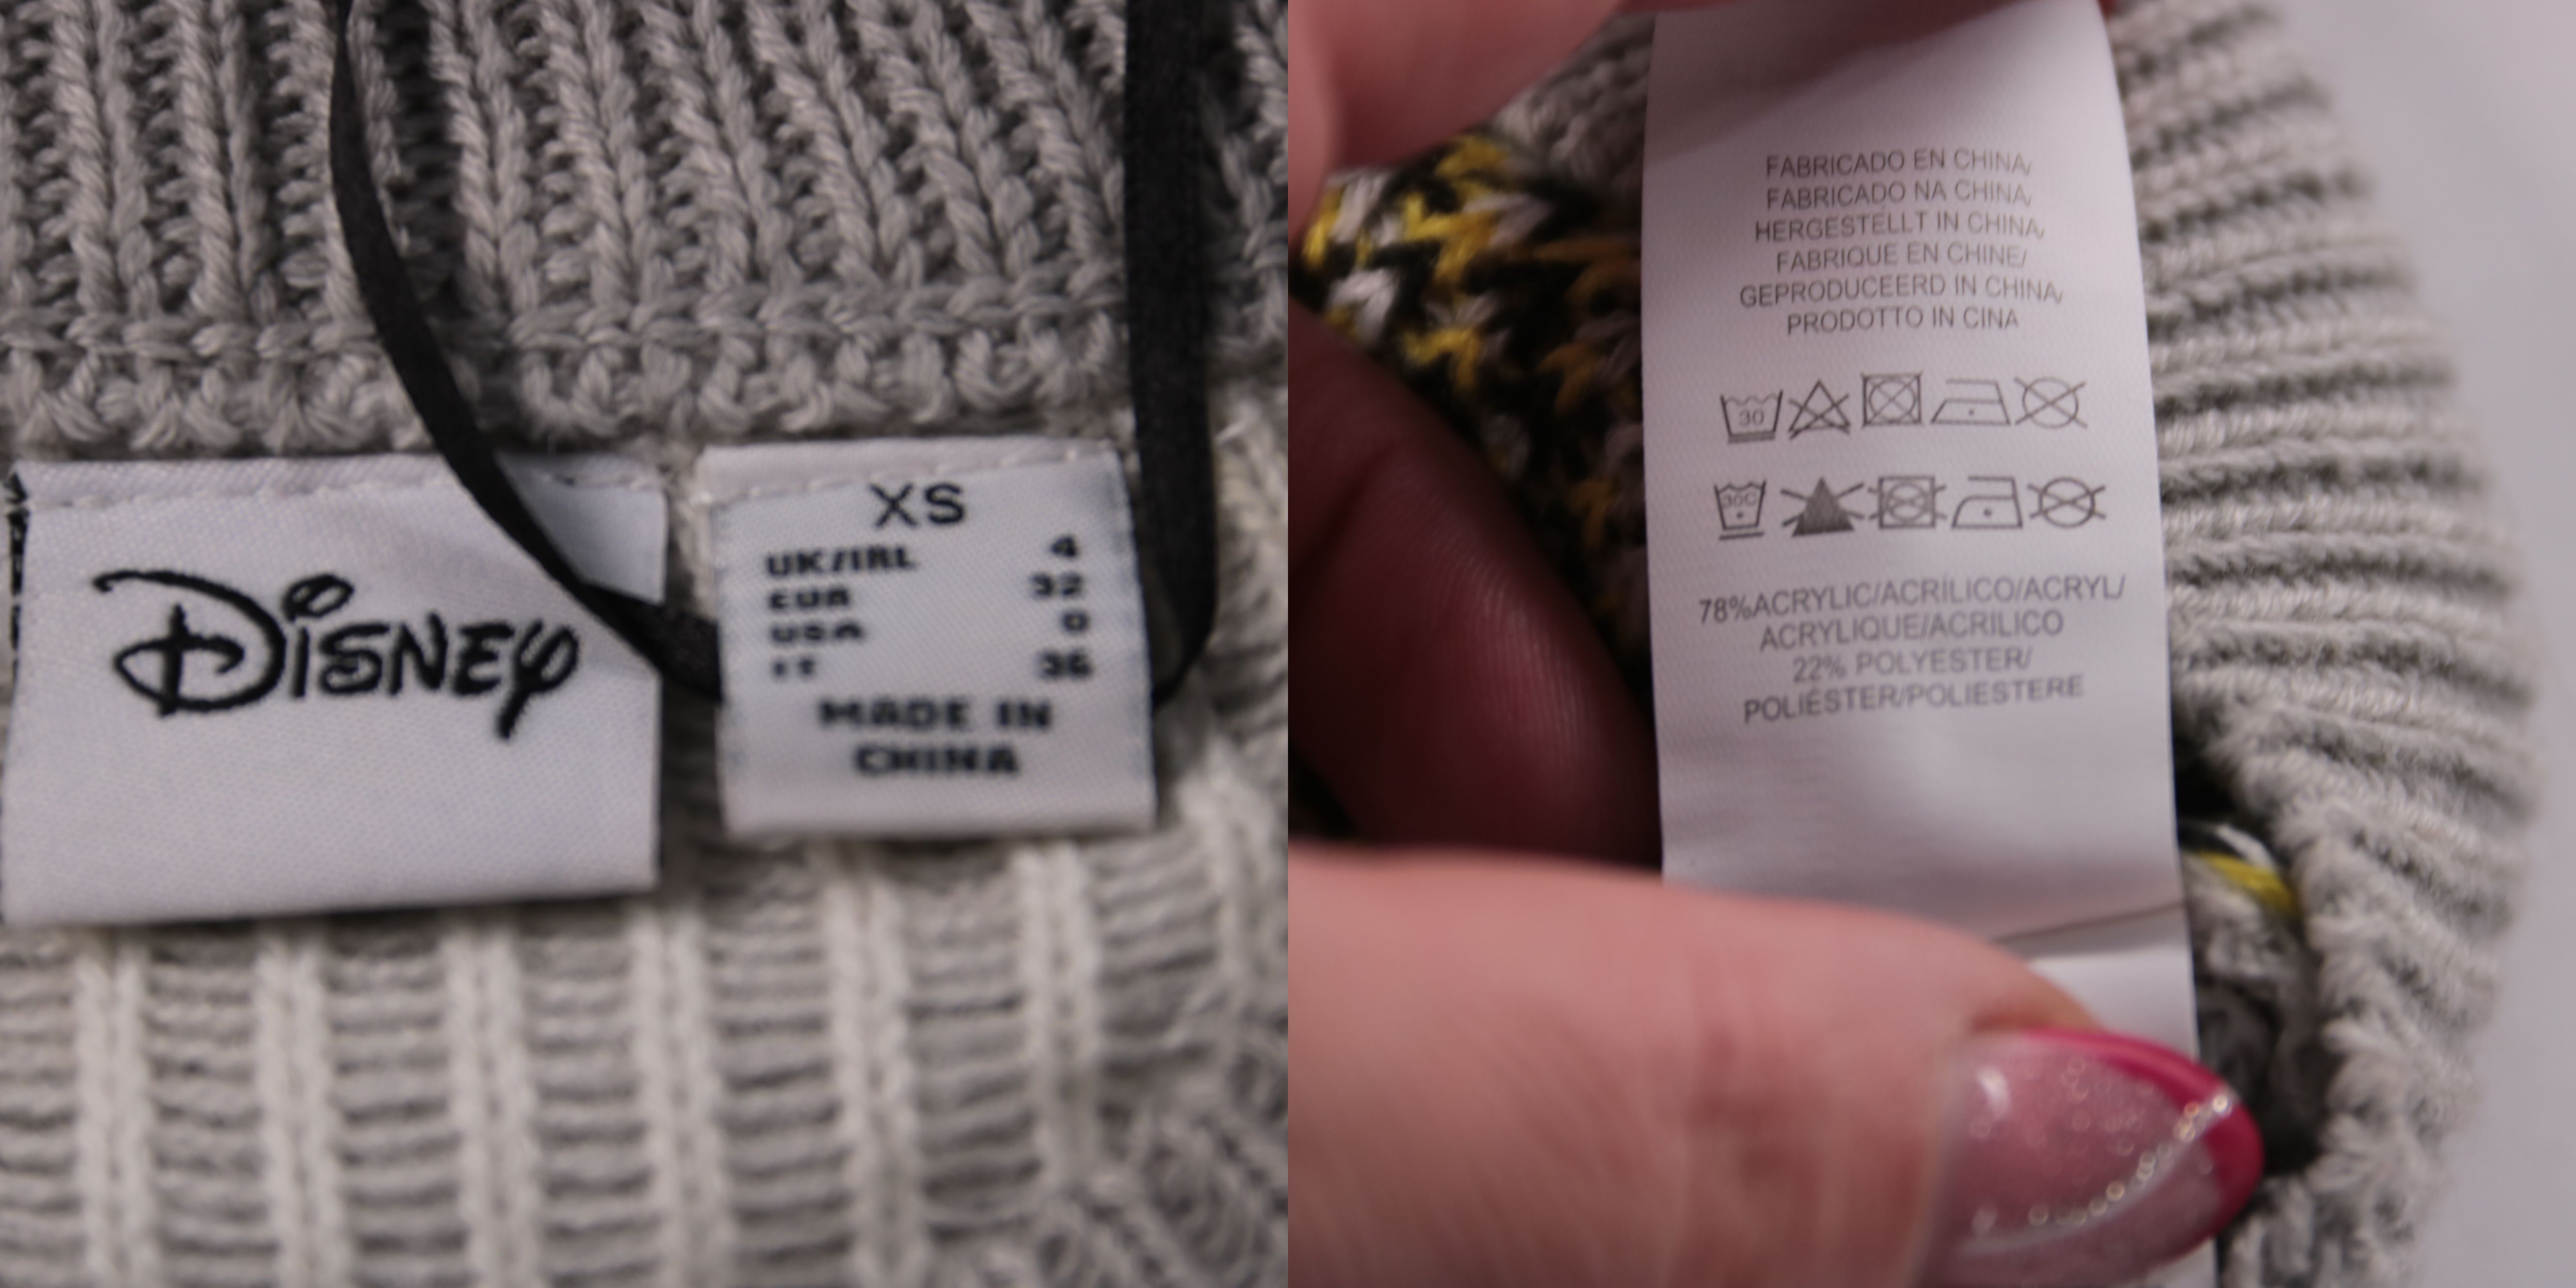 DISNEY
XS
UK/IRL 4
EUR 32
USA 0
IT 36
MADE IN
CHINA
FABRICADO EN CHINA/
FABRICADO NA CHINA/
HERGESTELLT IN CHINA/
FABRIQUE EN CHINE/
GEPRODUCEERD IN CHINA/
PRODOTTO IN CINA
30
30C
78%ACRYLIC/ACRÍLICO/ACRYL/
ACRYLIQUE/ACRILICO
22% POLYESTER/
POLIÉSTER/POLIESTERE